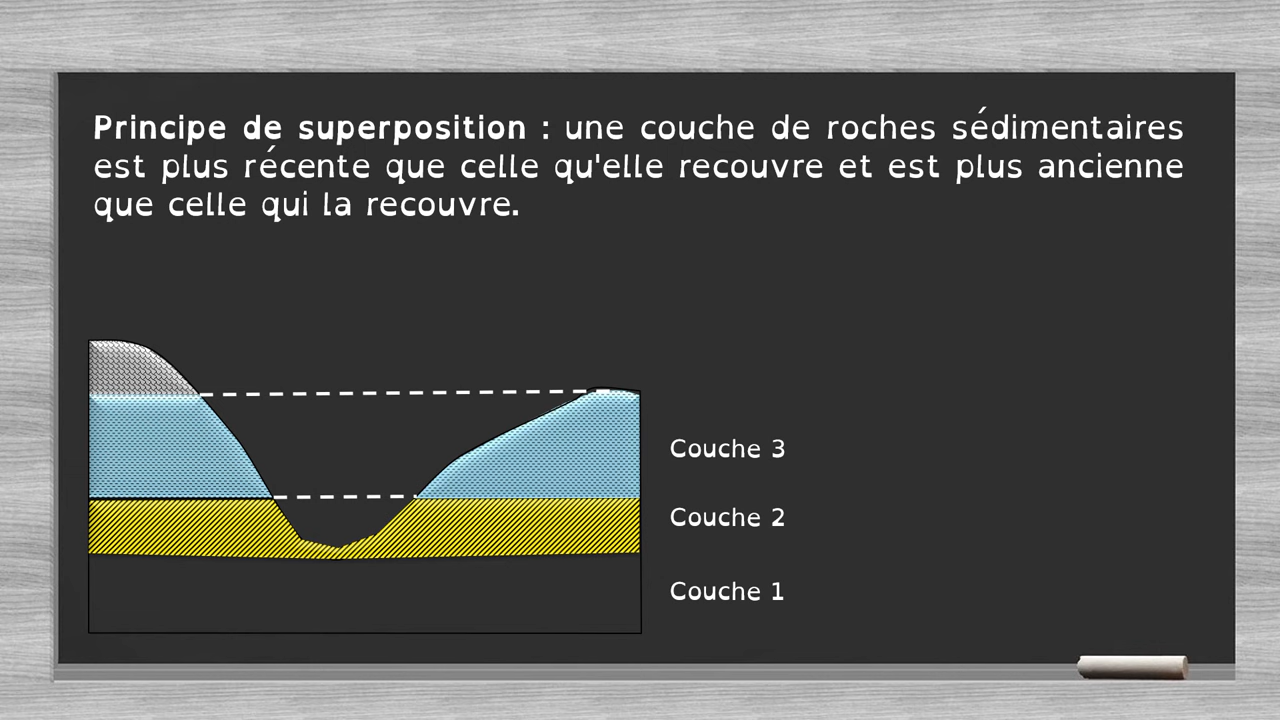 Principe de superposition : une couche de roches sédimentaires
est plus récente que celle qu'elle recouvre et est plus ancienne
que celle qui la recouvre.
Couche 3
Couche 2
Couche 1